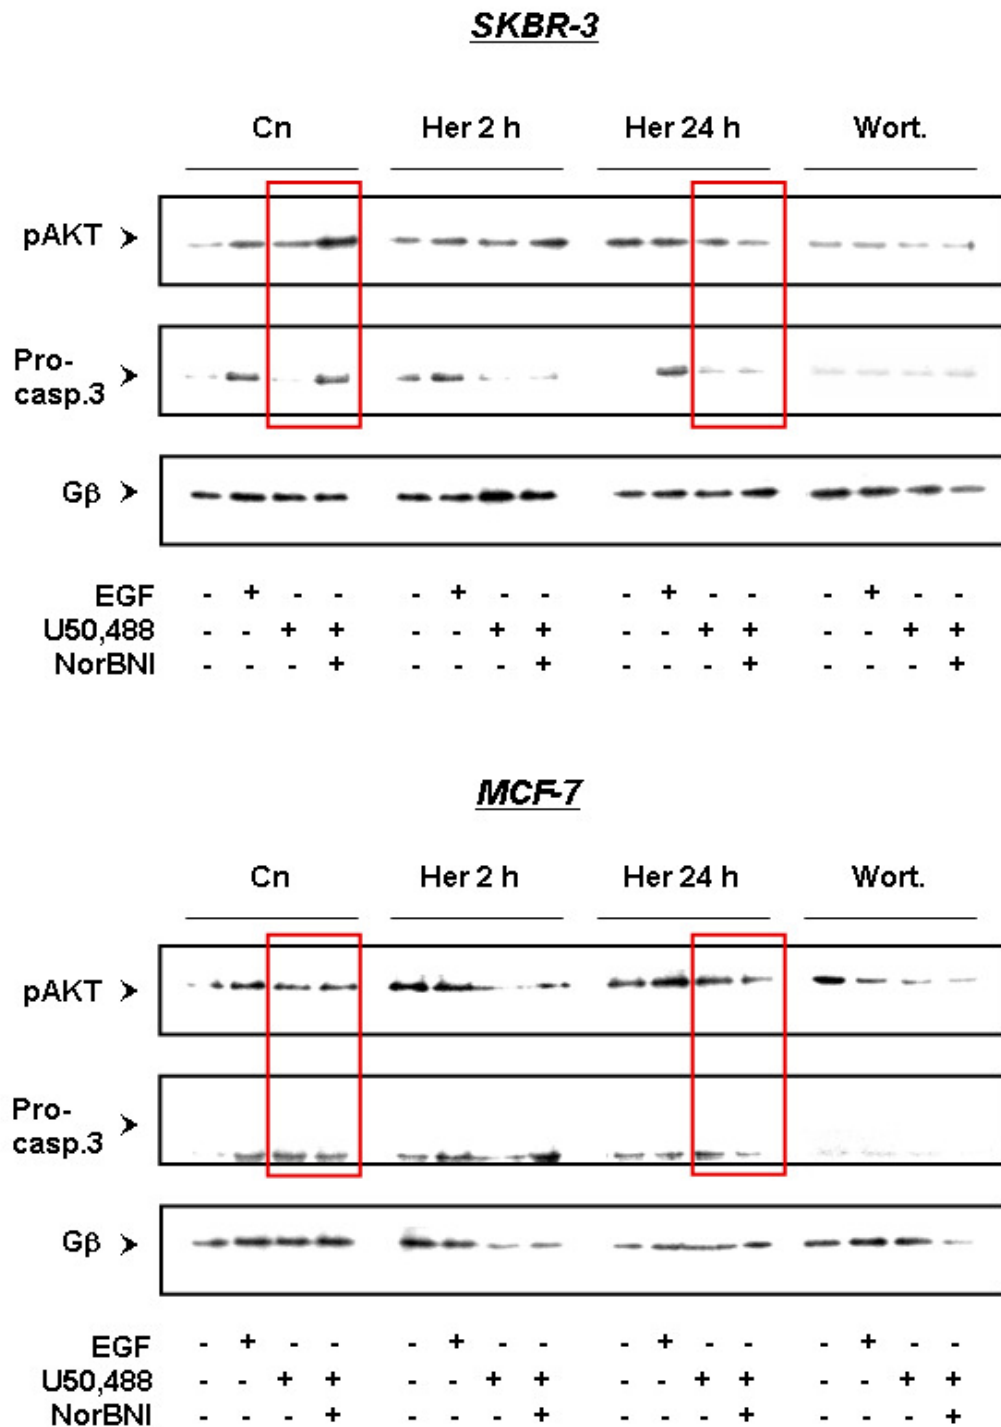 SKBR-3
Cn Her 2 h Her 24 h Wort.
pAKT
Pro-
casp.3
Gβ
EGF - + - - - + - - - + - - - + - -
U50,488 - - + + - - + + - - + + - - + +
NorBNI - - - + - - - + - - - + - - - +
MCF-7
Cn Her 2 h Her 24 h Wort.
pAKT
Pro-
casp.3
Gβ
EGF - + - - - + - - - + - - - + - -
U50,488 - - + + - - + + - - + + - - + +
NorBNI - - - + - - - + - - - + - - - +